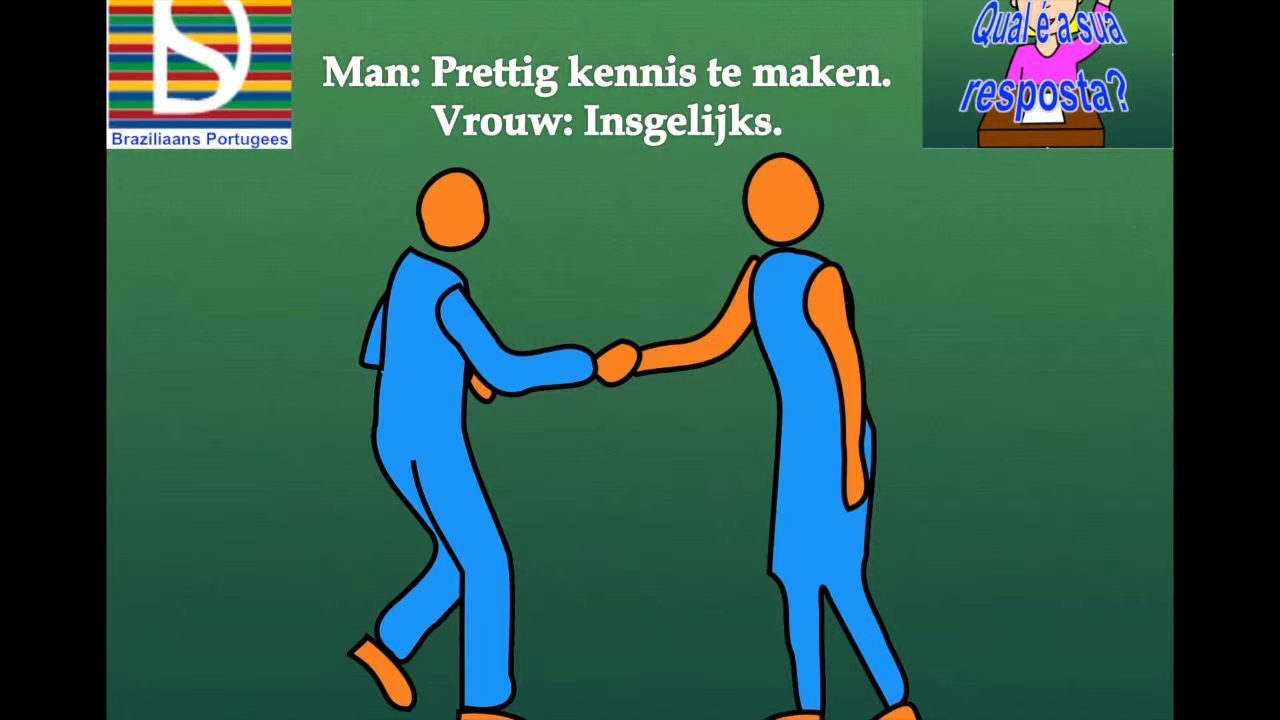 Man: Prettig kennis te maken.
Vrouw: Insgelijks.
Braziliaans Portugees
Qual é a sua
resposta?